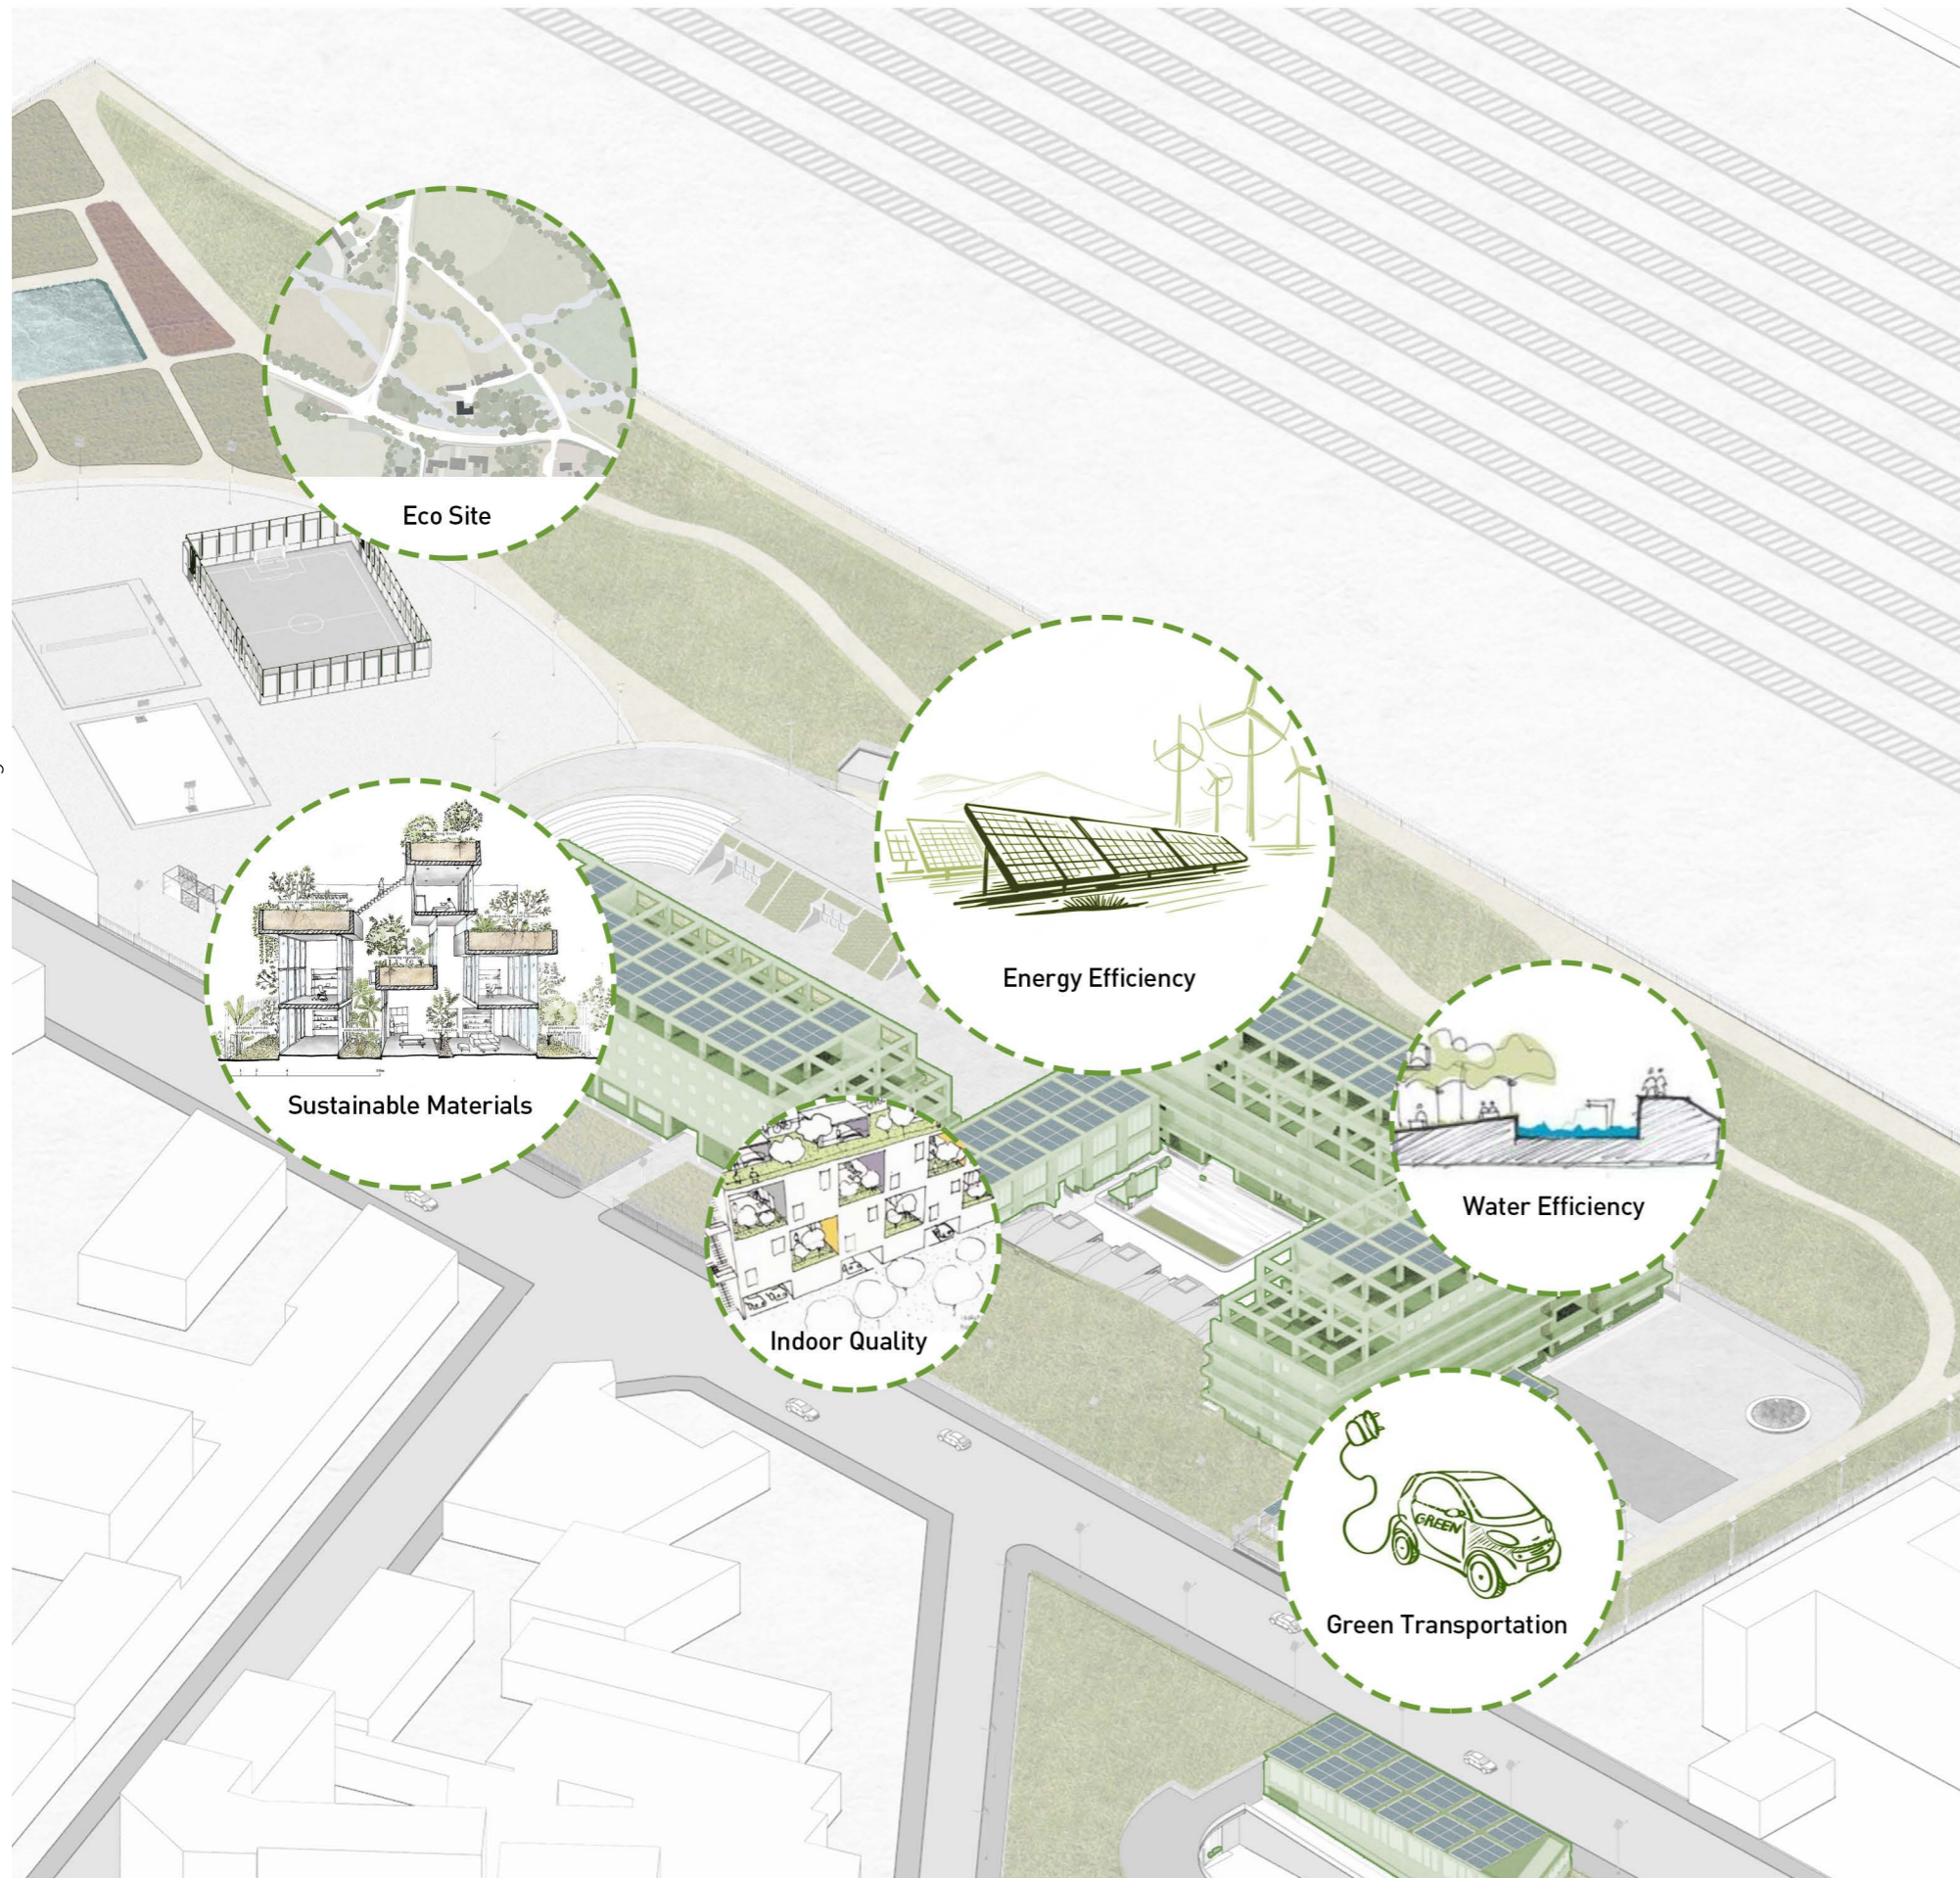 Eco Site
Energy Efficiency
Sustainable Materials
Water Efficiency
Indoor Quality
GREEN
Green Transportation